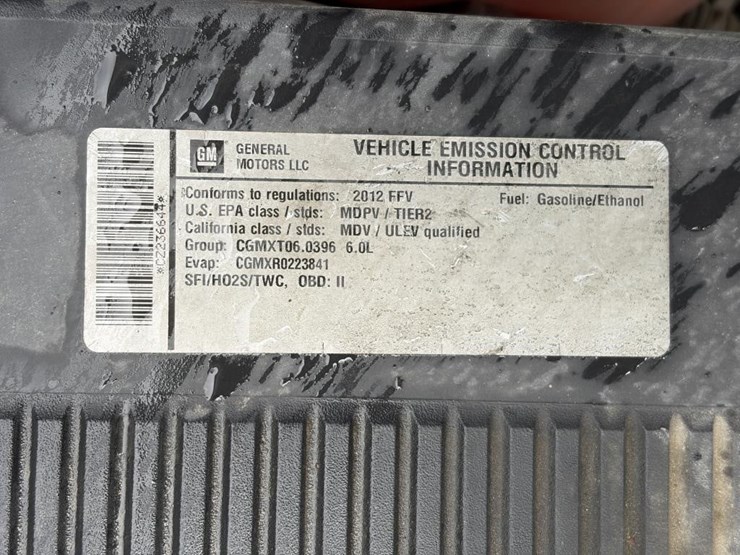 GM
GENERAL
MOTORS LLC
VEHICLE EMISSION CONTROL
INFORMATION
Conforms to regulations: 2012 FFV
Fuel: Gasoline/Ethanol
U.S. EPA class / stds: MDPV / TIER2
California class / stds: MDV / ULEV qualified
Group: CGMXT06.0396 6.0L
Evap: CGMXR0223841
SFI/HO2S/TWC, OBD: II
*CZ236644*